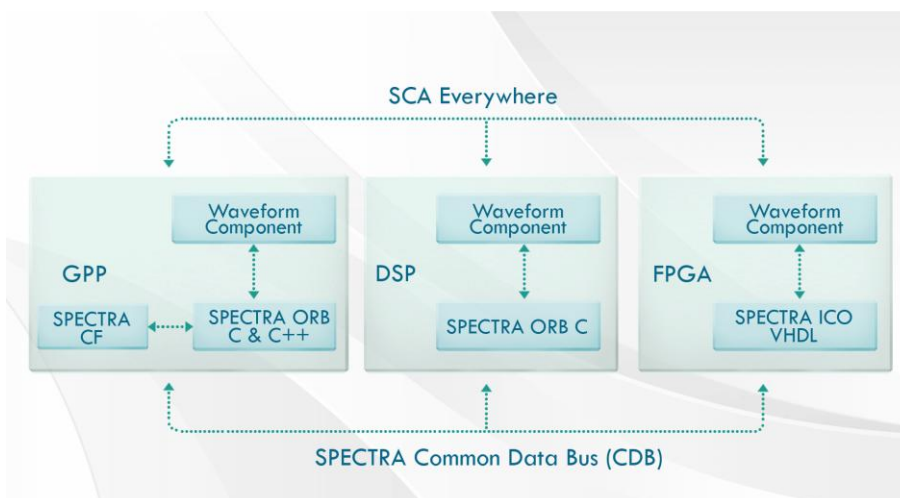 SCA Everywhere
Waveform
Component
GPP
SPECTRA
CF
SPECTRA ORB
C & C++
Waveform
Component
DSP
SPECTRA ORB C
Waveform
Component
FPGA
SPECTRA ICO
VHDL
SPECTRA Common Data Bus (CDB)